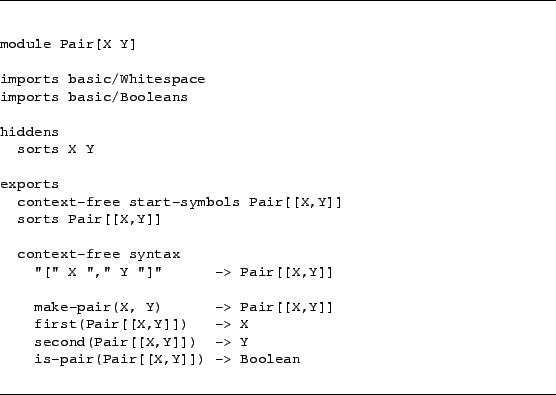 module Pair[X Y]
imports basic/Whitespace
imports basic/Booleans
hiddens
  sorts X Y
exports
  context-free start-symbols Pair[[X,Y]]
  sorts Pair[[X,Y]]
  context-free syntax
    "[" X "," Y "]"      -> Pair[[X,Y]]
    make-pair(X, Y)      -> Pair[[X,Y]]
    first(Pair[[X,Y]])   -> X
    second(Pair[[X,Y]])  -> Y
    is-pair(Pair[[X,Y]]) -> Boolean